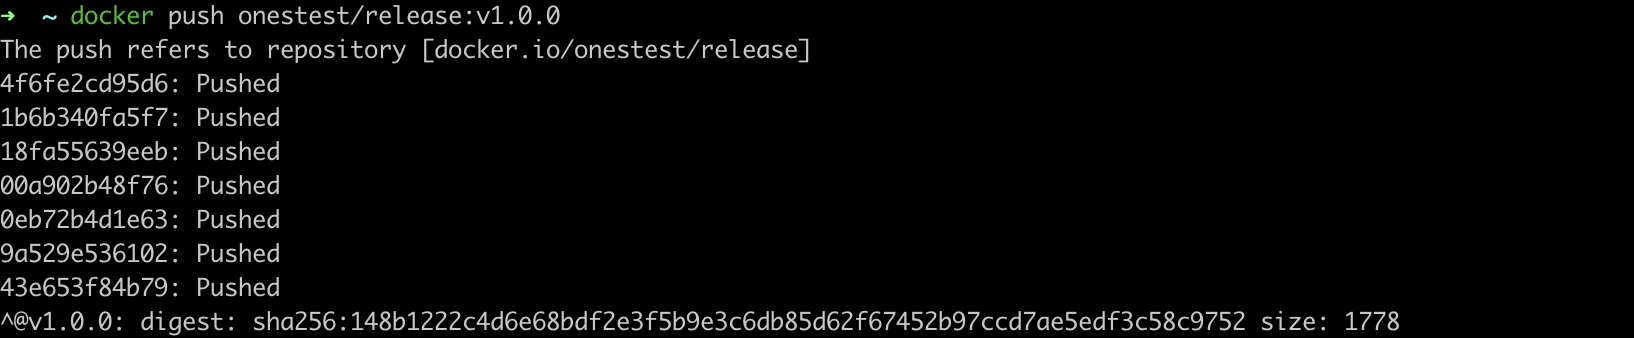 ➜  ~ docker push onestest/release:v1.0.0
The push refers to repository [docker.io/onestest/release]
4f6fe2cd95d6: Pushed
1b6b340fa5f7: Pushed
18fa55639eeb: Pushed
00a902b48f76: Pushed
0eb72b4d1e63: Pushed
9a529e536102: Pushed
43e653f84b79: Pushed
^@v1.0.0: digest: sha256:148b1222c4d6e68bdf2e3f5b9e3c6db85d62f67452b97ccd7ae5edf3c58c9752 size: 1778